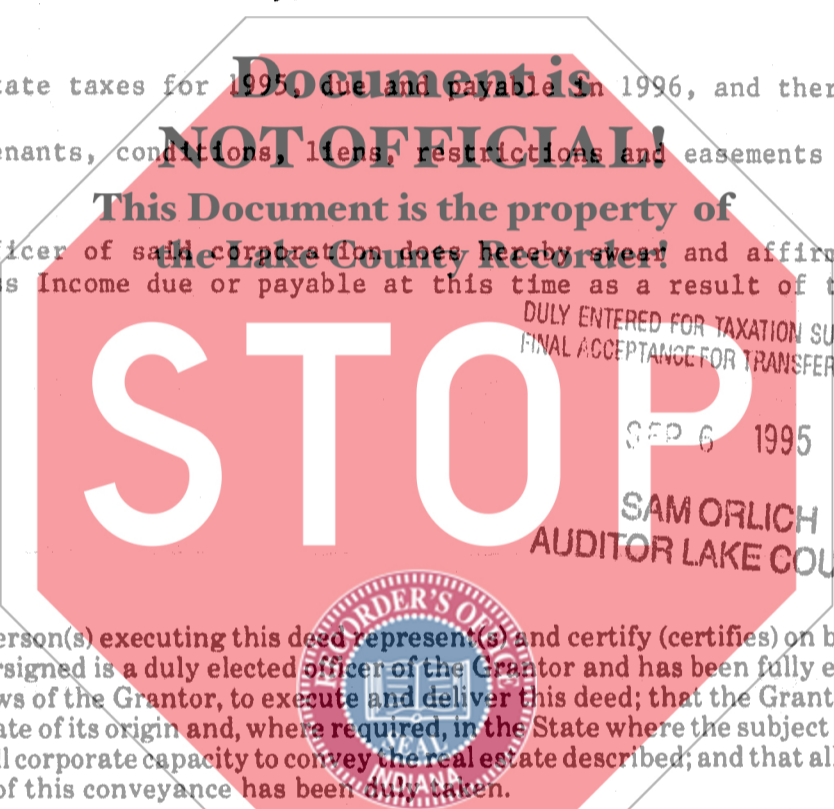 Document is
tate taxes for 1995, due and payable in 1996, and ther
NOT OFFICIAL!
enants, conditions, liens, restrictions and easements
This Document is the property of
ficer of said corporation does hereby swear and affirm
the Lake County Recorder!
ss Income due or payable at this time as a result of t
DULY ENTERED FOR TAXATION SU
FINAL ACCEPTANCE FOR TRANSFER
STOP
SEP 6 1995
SAM ORLICH
AUDITOR LAKE COU
RECORDER'S OFFICE
erson(s) executing this deed represent(s) and certify (certifies) on b
ersigned is a duly elected officer of the Grantor and has been fully e
ws of the Grantor, to execute and deliver this deed; that the Grant
ate of its origin and, where required, in the State where the subject
l corporate capacity to convey the real estate described; and that all
of this conveyance has been duly taken.
SEAL
INDIANA